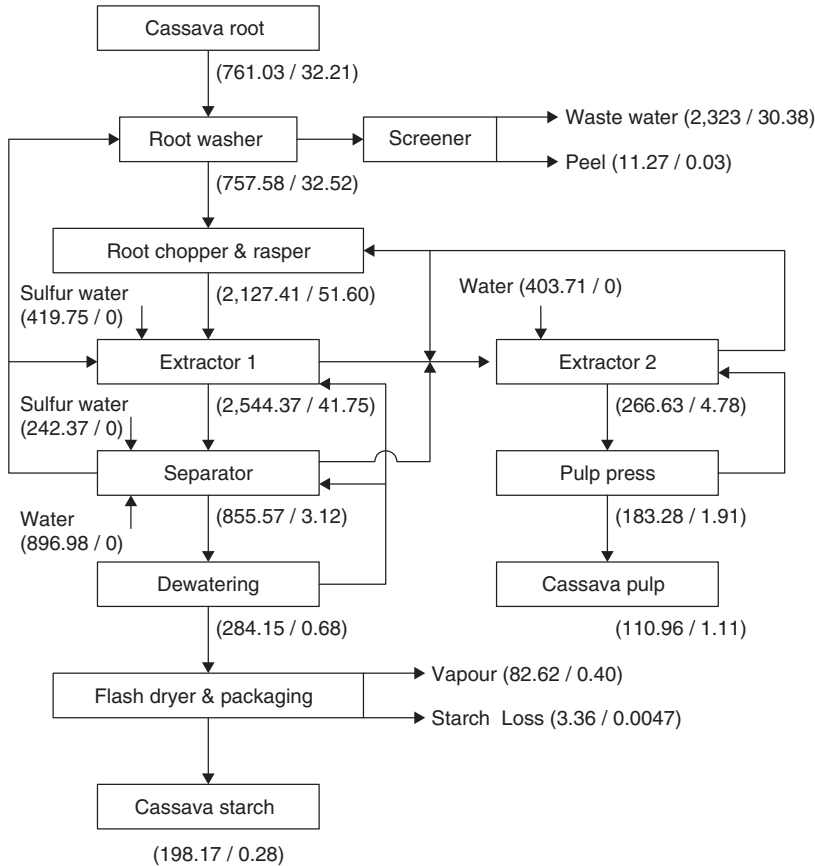 Cassava root
(761.03 / 32.21)
Root washer
Screener
Waste water (2,323 / 30.38)
Peel (11.27 / 0.03)
(757.58 / 32.52)
Root chopper & rasper
Sulfur water
(419.75 / 0)
(2,127.41 / 51.60)
Water (403.71 / 0)
Extractor 1
Extractor 2
Sulfur water
(242.37 / 0)
(2,544.37 / 41.75)
(266.63 / 4.78)
Separator
Pulp press
Water
(896.98 / 0)
(855.57 / 3.12)
(183.28 / 1.91)
Dewatering
Cassava pulp
(284.15 / 0.68)
(110.96 / 1.11)
Flash dryer & packaging
Vapour (82.62 / 0.40)
Starch Loss (3.36 / 0.0047)
Cassava starch
(198.17 / 0.28)